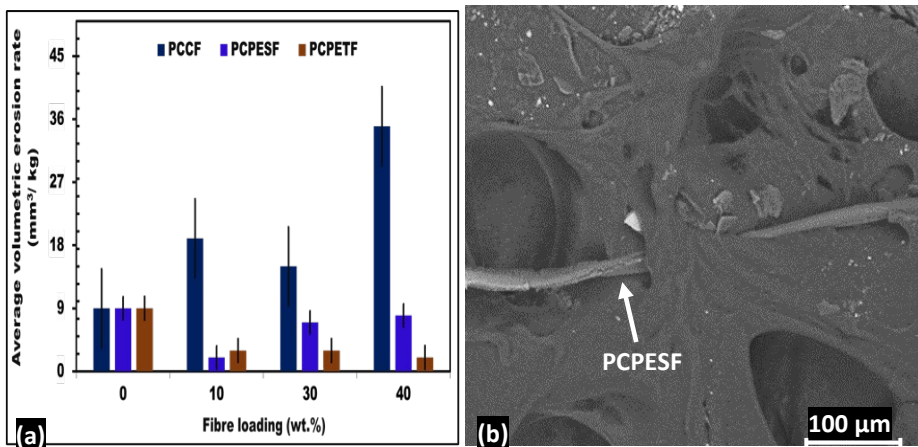 45
36
27
18
9
0
Average volumetric erosion rate
(mm³/ kg)
PCCF PCPESF PCPETF
0 10 30 40
Fibre loading (wt.%)
(a)
PCPESF
(b)
100 µm